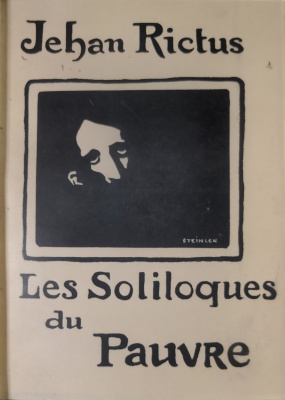 Jehan Rictus
STEINLEN
Les Soliloques
du
Pauvre